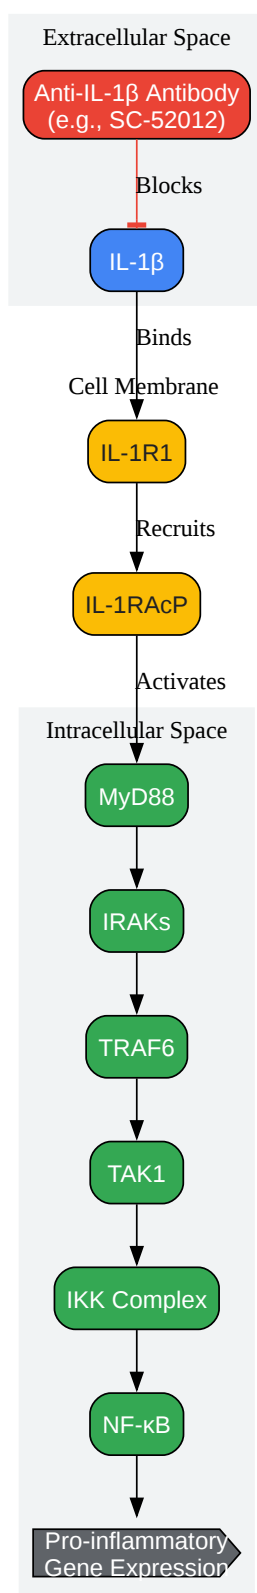 Extracellular Space
Anti-IL-1β Antibody
(e.g., SC-52012)
Blocks
IL-1β
Binds
Cell Membrane
IL-1R1
Recruits
IL-1RAcP
Activates
Intracellular Space
MyD88
IRAKs
TRAF6
TAK1
IKK Complex
NF-κB
Pro-inflammatory
Gene Expression